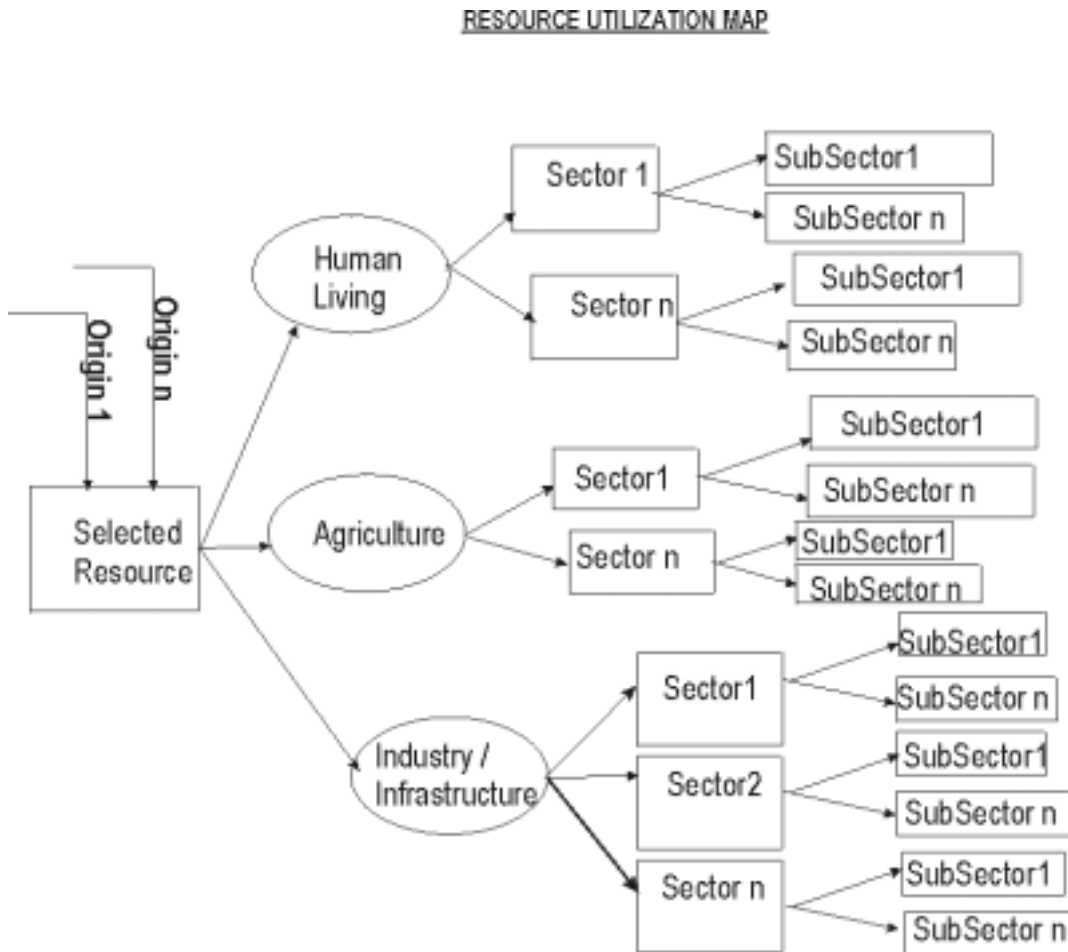 RESOURCE UTILIZATION MAP
Origin 1
Origin n
Selected
Resource
Human
Living
Sector 1
SubSector1
SubSector n
Sector n
SubSector1
SubSector n
Agriculture
Sector1
SubSector1
SubSector n
Sector n
SubSector1
SubSector n
Industry /
Infrastructure
Sector1
SubSector1
SubSector n
Sector2
SubSector1
SubSector n
Sector n
SubSector1
SubSector n